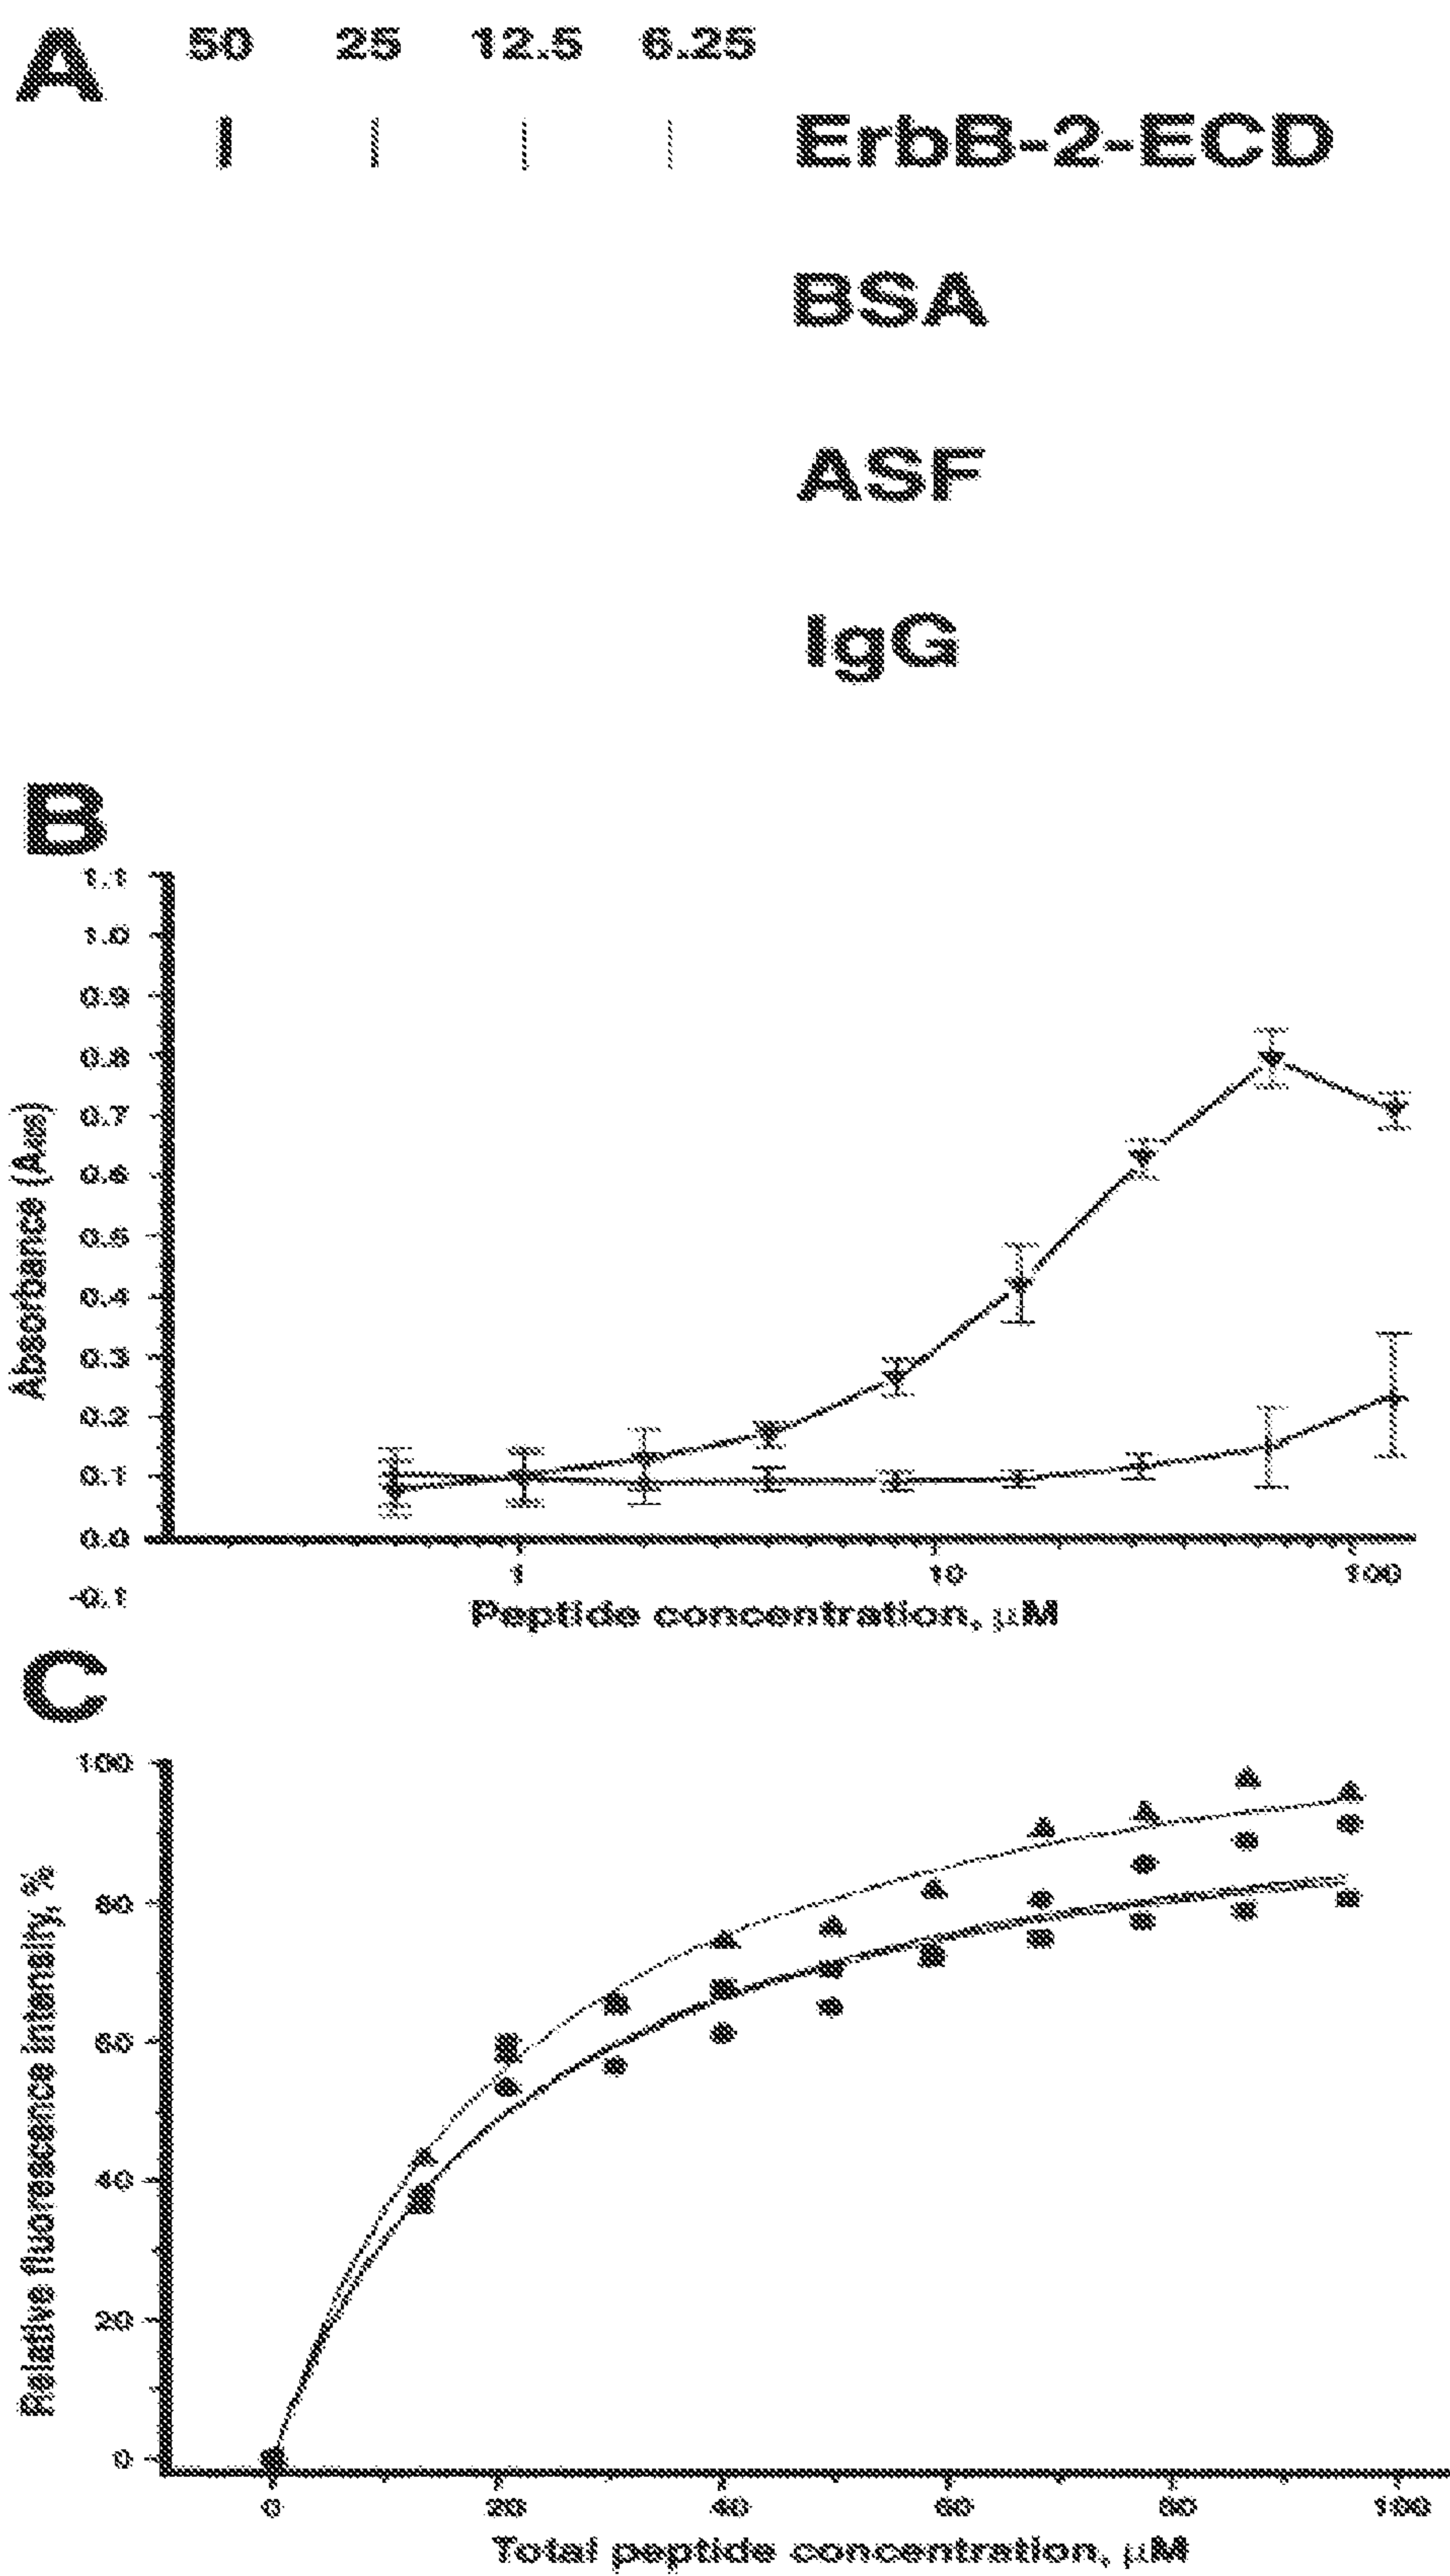 A
50 25 12.5 6.25
ErbB-2-ECD
BSA
ASF
IgG
B
1.1
1.0
0.9
0.8
0.7
0.6
0.5
0.4
0.3
0.2
0.1
0.0
-0.1
Absorbance
1 10 100
Peptide concentration, μM
C
100
80
60
40
20
0
Relative fluorescence intensity, %
0 20 40 60 80 100
Total peptide concentration, μM